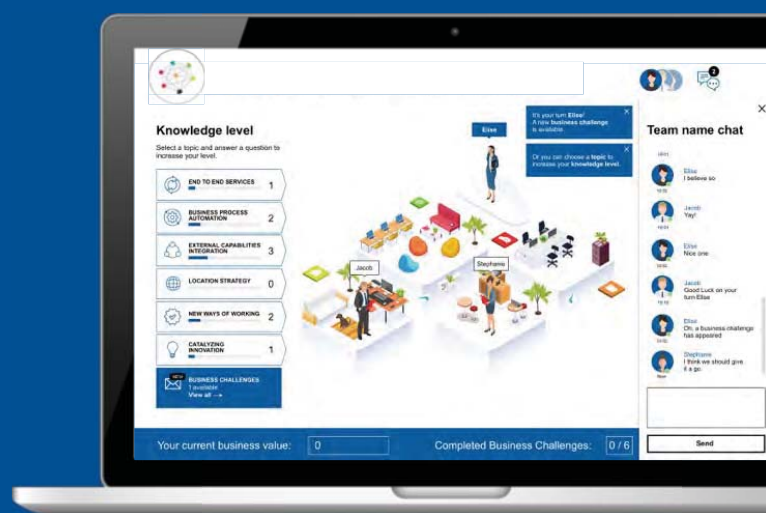 Knowledge level
Select a topic and answer a question to
increase your level.
END TO END SERVICES 1
BUSINESS PROCESS
AUTOMATION 2
EXTERNAL CAPABILITIES
INTEGRATION 3
LOCATION STRATEGY 0
NEW WAYS OF WORKING 2
CATALYZING
INNOVATION 1
NEW
BUSINESS CHALLENGES
1 available
View all →
Elise
Jacob
Stephanie
It's your turn Elise!
A new business challenge
is available.
Or you can choose a topic to
increase your knowledge level.
Team name chat
Elise
I believe so
Jacob
Yay!
Elise
Nice one
Jacob
Good Luck on your
turn Elise
Elise
Oh, a business challenge
has appeared
Stephanie
I think we should give
it a go.
Now
Send
Your current business value: 0
Completed Business Challenges: 0 / 6